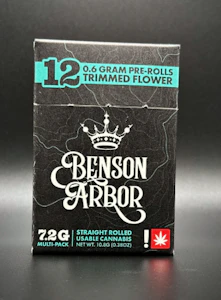 12 0.6 GRAM PRE-ROLLS
TRIMMED FLOWER
BENSON
ARBOR
7.2G STRAIGHT ROLLED
MULTI-PACK USABLE CANNABIS
NET WT. 10.8G (0.38OZ)
!